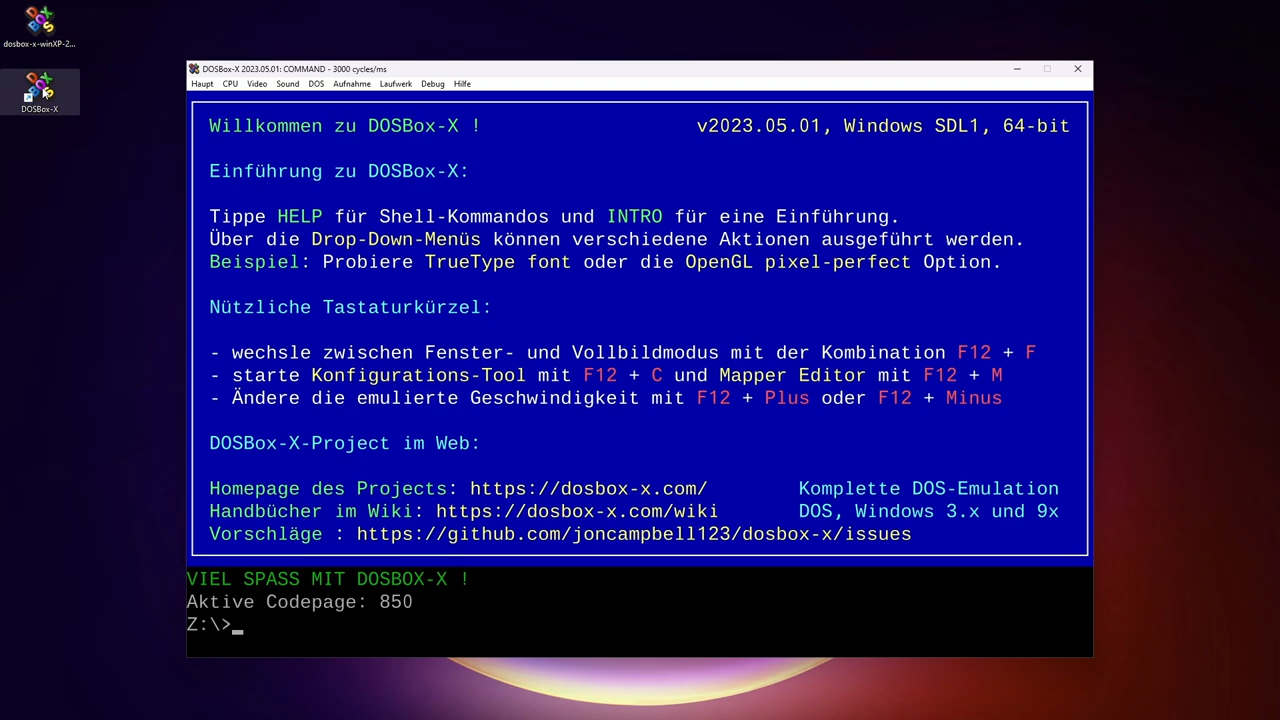 dosbox-x-winXP-2...
DOSBox-X
DOSBox-X 2023.05.01: COMMAND - 3000 cycles/ms
Haupt CPU Video Sound DOS Aufnahme Laufwerk Debug Hilfe
Willkommen zu DOSBox-X ! v2023.05.01, Windows SDL1, 64-bit
Einführung zu DOSBox-X:
Tippe HELP für Shell-Kommandos und INTRO für eine Einführung.
Über die Drop-Down-Menüs können verschiedene Aktionen ausgeführt werden.
Beispiel: Probiere TrueType font oder die OpenGL pixel-perfect Option.
Nützliche Tastaturkürzel:
- wechsle zwischen Fenster- und Vollbildmodus mit der Kombination F12 + F
- starte Konfigurations-Tool mit F12 + C und Mapper Editor mit F12 + M
- Ändere die emulierte Geschwindigkeit mit F12 + Plus oder F12 + Minus
DOSBox-X-Project im Web:
Homepage des Projects: https://dosbox-x.com/ Komplette DOS-Emulation
Handbücher im Wiki: https://dosbox-x.com/wiki DOS, Windows 3.x und 9x
Vorschläge : https://github.com/joncampbell123/dosbox-x/issues
VIEL SPASS MIT DOSBOX-X !
Aktive Codepage: 850
Z:\>_